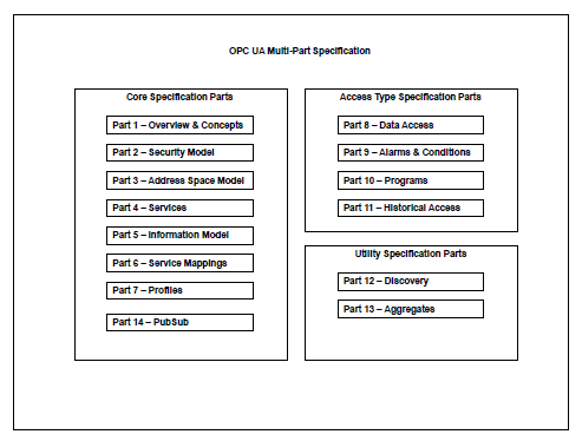 OPC UA Multi-Part Specification
Core Specification Parts
Part 1 – Overview & Concepts
Part 2 – Security Model
Part 3 – Address Space Model
Part 4 – Services
Part 5 – Information Model
Part 6 – Service Mappings
Part 7 – Profiles
Part 14 – PubSub
Access Type Specification Parts
Part 8 – Data Access
Part 9 – Alarms & Conditions
Part 10 – Programs
Part 11 – Historical Access
Utility Specification Parts
Part 12 – Discovery
Part 13 – Aggregates